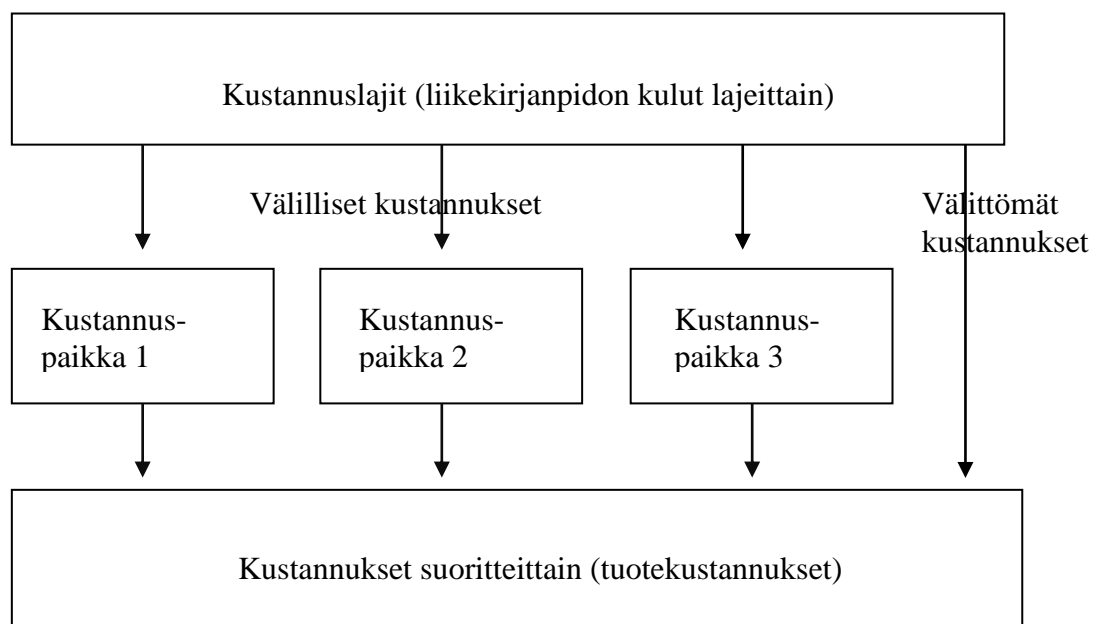 Kustannuslajit (liikekirjanpidon kulut lajeittain)
Välilliset kustannukset
Välittömät
kustannukset
Kustannus-
paikka 1
Kustannus-
paikka 2
Kustannus-
paikka 3
Kustannukset suoritteittain (tuotekustannukset)